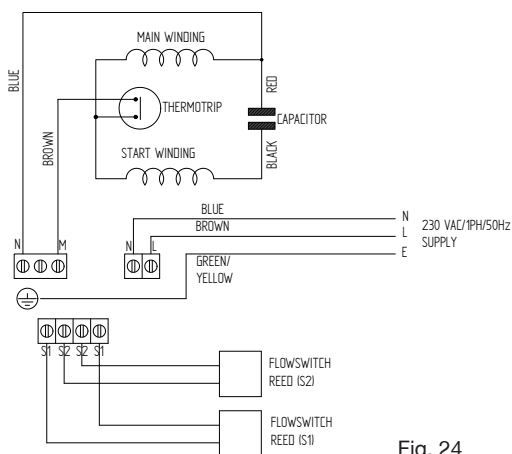 MAIN WINDING
BLUE
RED
THERMOTRIP
CAPACITOR
BROWN
START WINDING
BLACK
BLUE
N
BROWN
L
230 VAC/1PH/50Hz
SUPPLY
N M
N L
GREEN/
YELLOW
E
S1 S2 S2 S1
FLOWSWITCH
REED (S2)
FLOWSWITCH
REED (S1)
Fig. 24